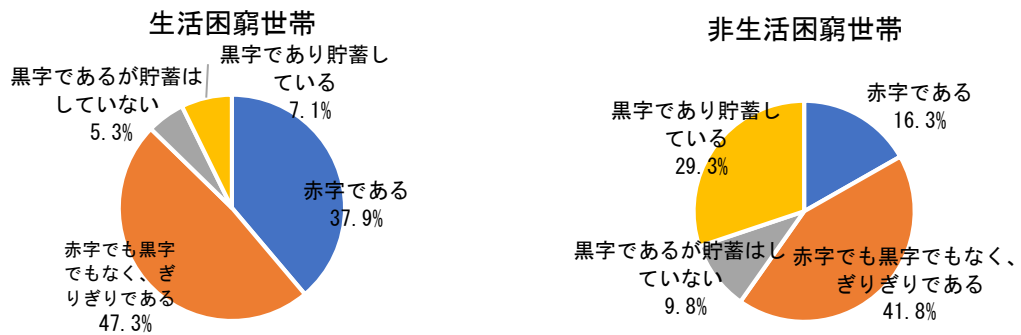 生活困窮世帯
黒字であり貯蓄し
ている
7.1%
黒字であるが貯蓄は
していない
5.3%
赤字である
37.9%
赤字でも黒字
でもなく、ぎ
りぎりである
47.3%
非生活困窮世帯
赤字である
16.3%
黒字であり貯蓄し
ている
29.3%
黒字であるが貯蓄はし
ていない
9.8%
赤字でも黒字でもなく、
ぎりぎりである
41.8%